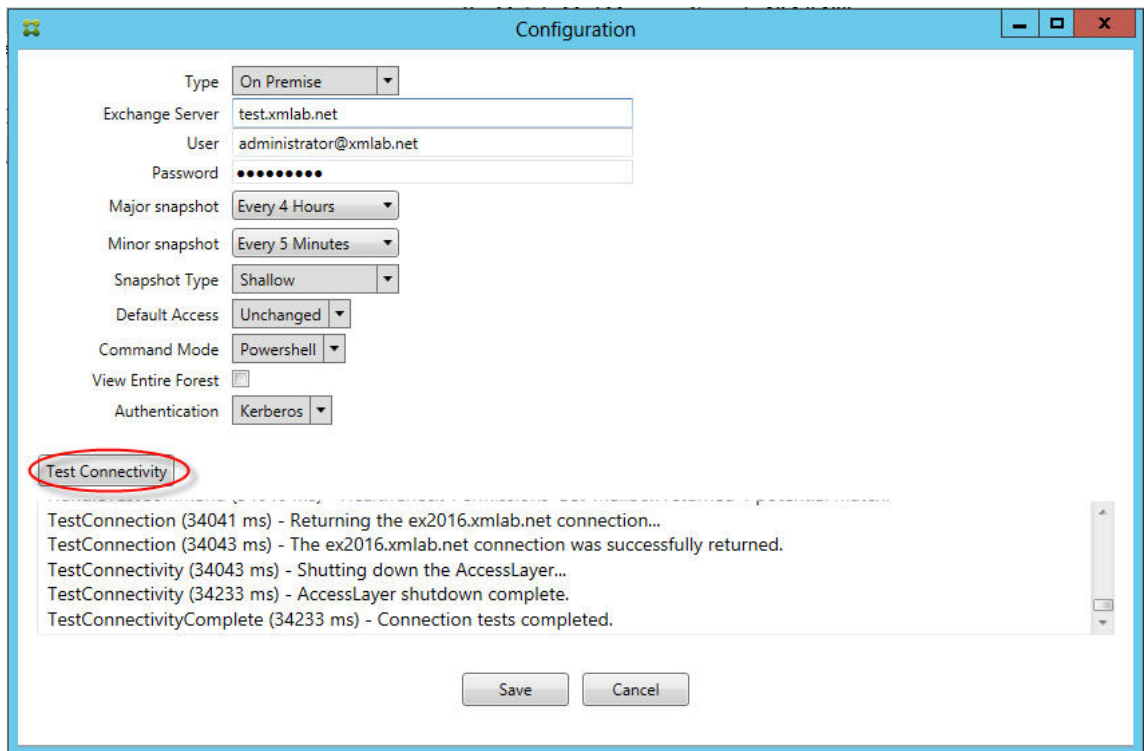 Configuration
Type On Premise
Exchange Server test.xmlab.net
User administrator@xmlab.net
Password •••••••••
Major snapshot Every 4 Hours
Minor snapshot Every 5 Minutes
Snapshot Type Shallow
Default Access Unchanged
Command Mode Powershell
View Entire Forest
Authentication Kerberos
Test Connectivity
TestConnection (34041 ms) - Returning the ex2016.xmlab.net connection...
TestConnection (34043 ms) - The ex2016.xmlab.net connection was successfully returned.
TestConnectivity (34043 ms) - Shutting down the AccessLayer...
TestConnectivity (34233 ms) - AccessLayer shutdown complete.
TestConnectivityComplete (34233 ms) - Connection tests completed.
Save Cancel